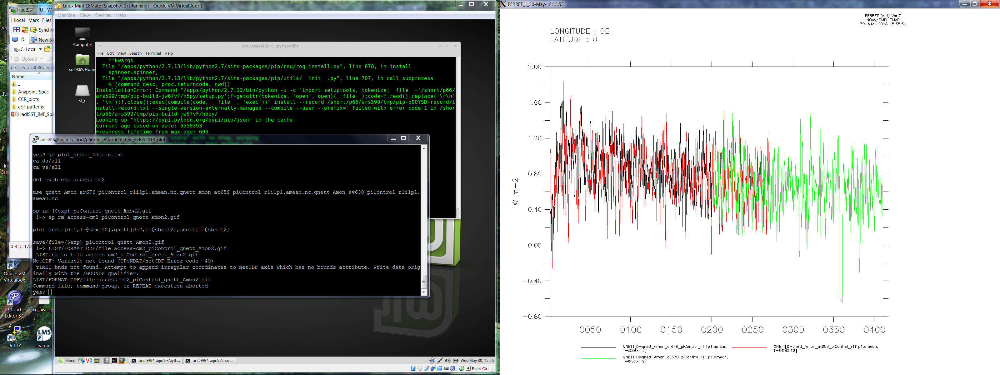 HadISST - RJ - Wi
Local Mark Files
Synchr
RJ
New S
C: Local
Upload
C:\Users\sul086\Dov
Name
..
Anypoint_Spec
CCR_plots
eof_patterns
HadISST_IMF_Sp
0 B of 17.
Oracle VM
VirtualBox
P-touch
Editor 5.1
ice_history
PuTTY
LMS
Learning
Linux Mint 18Mate (Snapshot 1) [Running] - Oracle VM VirtualBox : 1
Machine View Devices Help
Computer
sul086's Home
sf_e
ars599@raijin1:~/pythonlibs
File Edit View Search Terminal Help
**kwargs
File "/apps/python/2.7.13/lib/python2.7/site-packages/pip/req/req_install.py", line 878, in install
spinner=spinner,
File "/apps/python/2.7.13/lib/python2.7/site-packages/pip/utils/__init__.py", line 707, in call_subprocess
% (command_desc, proc.returncode, cwd))
InstallationError: Command "/apps/python/2.7.13/bin/python -u -c "import setuptools, tokenize;__file__='/short/p66/
ars599/tmp/pip-build-jw67vF/h5py/setup.py';f=getattr(tokenize, 'open', open)(__file__);code=f.read().replace('\r\n'
, '\n');f.close();exec(compile(code, __file__, 'exec'))" install --record /short/p66/ars599/tmp/pip-o0OYSD-record/i
nstall-record.txt --single-version-externally-managed --compile --user --prefix=" failed with error code 1 in /shor
t/p66/ars599/tmp/pip-build-jw67vF/h5py/
Looking up "https://pypi.python.org/pypi/pip/json" in the cache
Current age based on date: 6550393
Freshness lifetime from max-age: 600
ars599@raijin2:/short/p66/ars599/dhb599_ws/04052018_plot
yes? go plot_qnett_1dmean.jnl
ca da/all
ca va/all
def symb exp access-cm2
use qnett_Amon_ar676_piControl_r1i1p1.amean.nc,qnett_Amon_at659_piControl_r1i1p1.amean.nc,qnett_Amon_av630_piControl_r1i1p1.
amean.nc
sp rm ($exp)_piControl_qnett_Amon2.gif
!-> sp rm access-cm2_piControl_qnett_Amon2.gif
plot qnett[d=1,l=@sbx:12],qnett[d=2,l=@sbx:12],qnett[l=@sbx:12]
save/file=($exp)_piControl_qnett_Amon2.gif
!-> LIST/FORMAT=CDF/file=access-cm2_piControl_qnett_Amon2.gif
LISTing to file access-cm2_piControl_qnett_Amon2.gif
NetCDF: Variable not found (OPeNDAP/netCDF Error code -49)
TIME1_bnds not found. Attempt to append irregular coordinates to NetCDF axis which has no bounds attribute. Write data orig
inally with the /BOUNDS qualifier.
LIST/FORMAT=CDF/file=access-cm2_piControl_qnett_Amon2.gif
Command file, command group, or REPEAT execution aborted
yes?
Menu
ars599@raijin1:~/pyth...
ars599@raijin5:/short...
Wed May 30, 15:56
Right Ctrl
FERRET_1_30-May-18:15:55
FERRET (opt) Ver.7
NOAA/PMEL TMAP
30-MAY-2018 15:55:56
LONGITUDE : 0E
LATITUDE : 0
2.00
1.60
1.20
0.80
0.40
0.00
-0.40
-0.80
W m-2
0050 0100 0150 0200 0250 0300 0350 0400
QNETT[D=qnett_Amon_ar676_piControl_r1i1p1.amean,
T=@SBX:12]
QNETT[D=qnett_Amon_at659_piControl_r1i1p1.amean,
T=@SBX:12]
QNETT[D=qnett_Amon_av630_piControl_r1i1p1.amean,
T=@SBX:12]